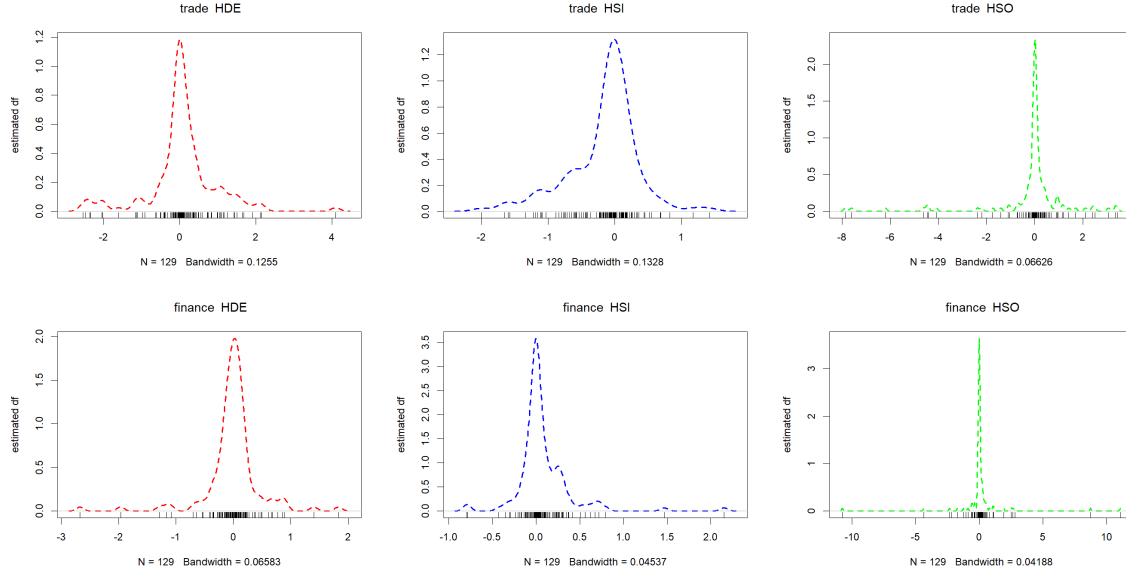 trade HDE
estimated df
0.0 0.2 0.4 0.6 0.8 1.0 1.2
-2 0 2 4
N = 129 Bandwidth = 0.1255
trade HSI
estimated df
0.0 0.2 0.4 0.6 0.8 1.0 1.2
-2 -1 0 1
N = 129 Bandwidth = 0.1328
trade HSO
estimated df
0.0 0.5 1.0 1.5 2.0
-8 -6 -4 -2 0 2
N = 129 Bandwidth = 0.06626
finance HDE
estimated df
0.0 0.5 1.0 1.5 2.0
-3 -2 -1 0 1 2
N = 129 Bandwidth = 0.06583
finance HSI
estimated df
0.0 0.5 1.0 1.5 2.0 2.5 3.0 3.5
-1.0 -0.5 0.0 0.5 1.0 1.5 2.0
N = 129 Bandwidth = 0.04537
finance HSO
estimated df
0 1 2 3
-10 -5 0 5 10
N = 129 Bandwidth = 0.04188